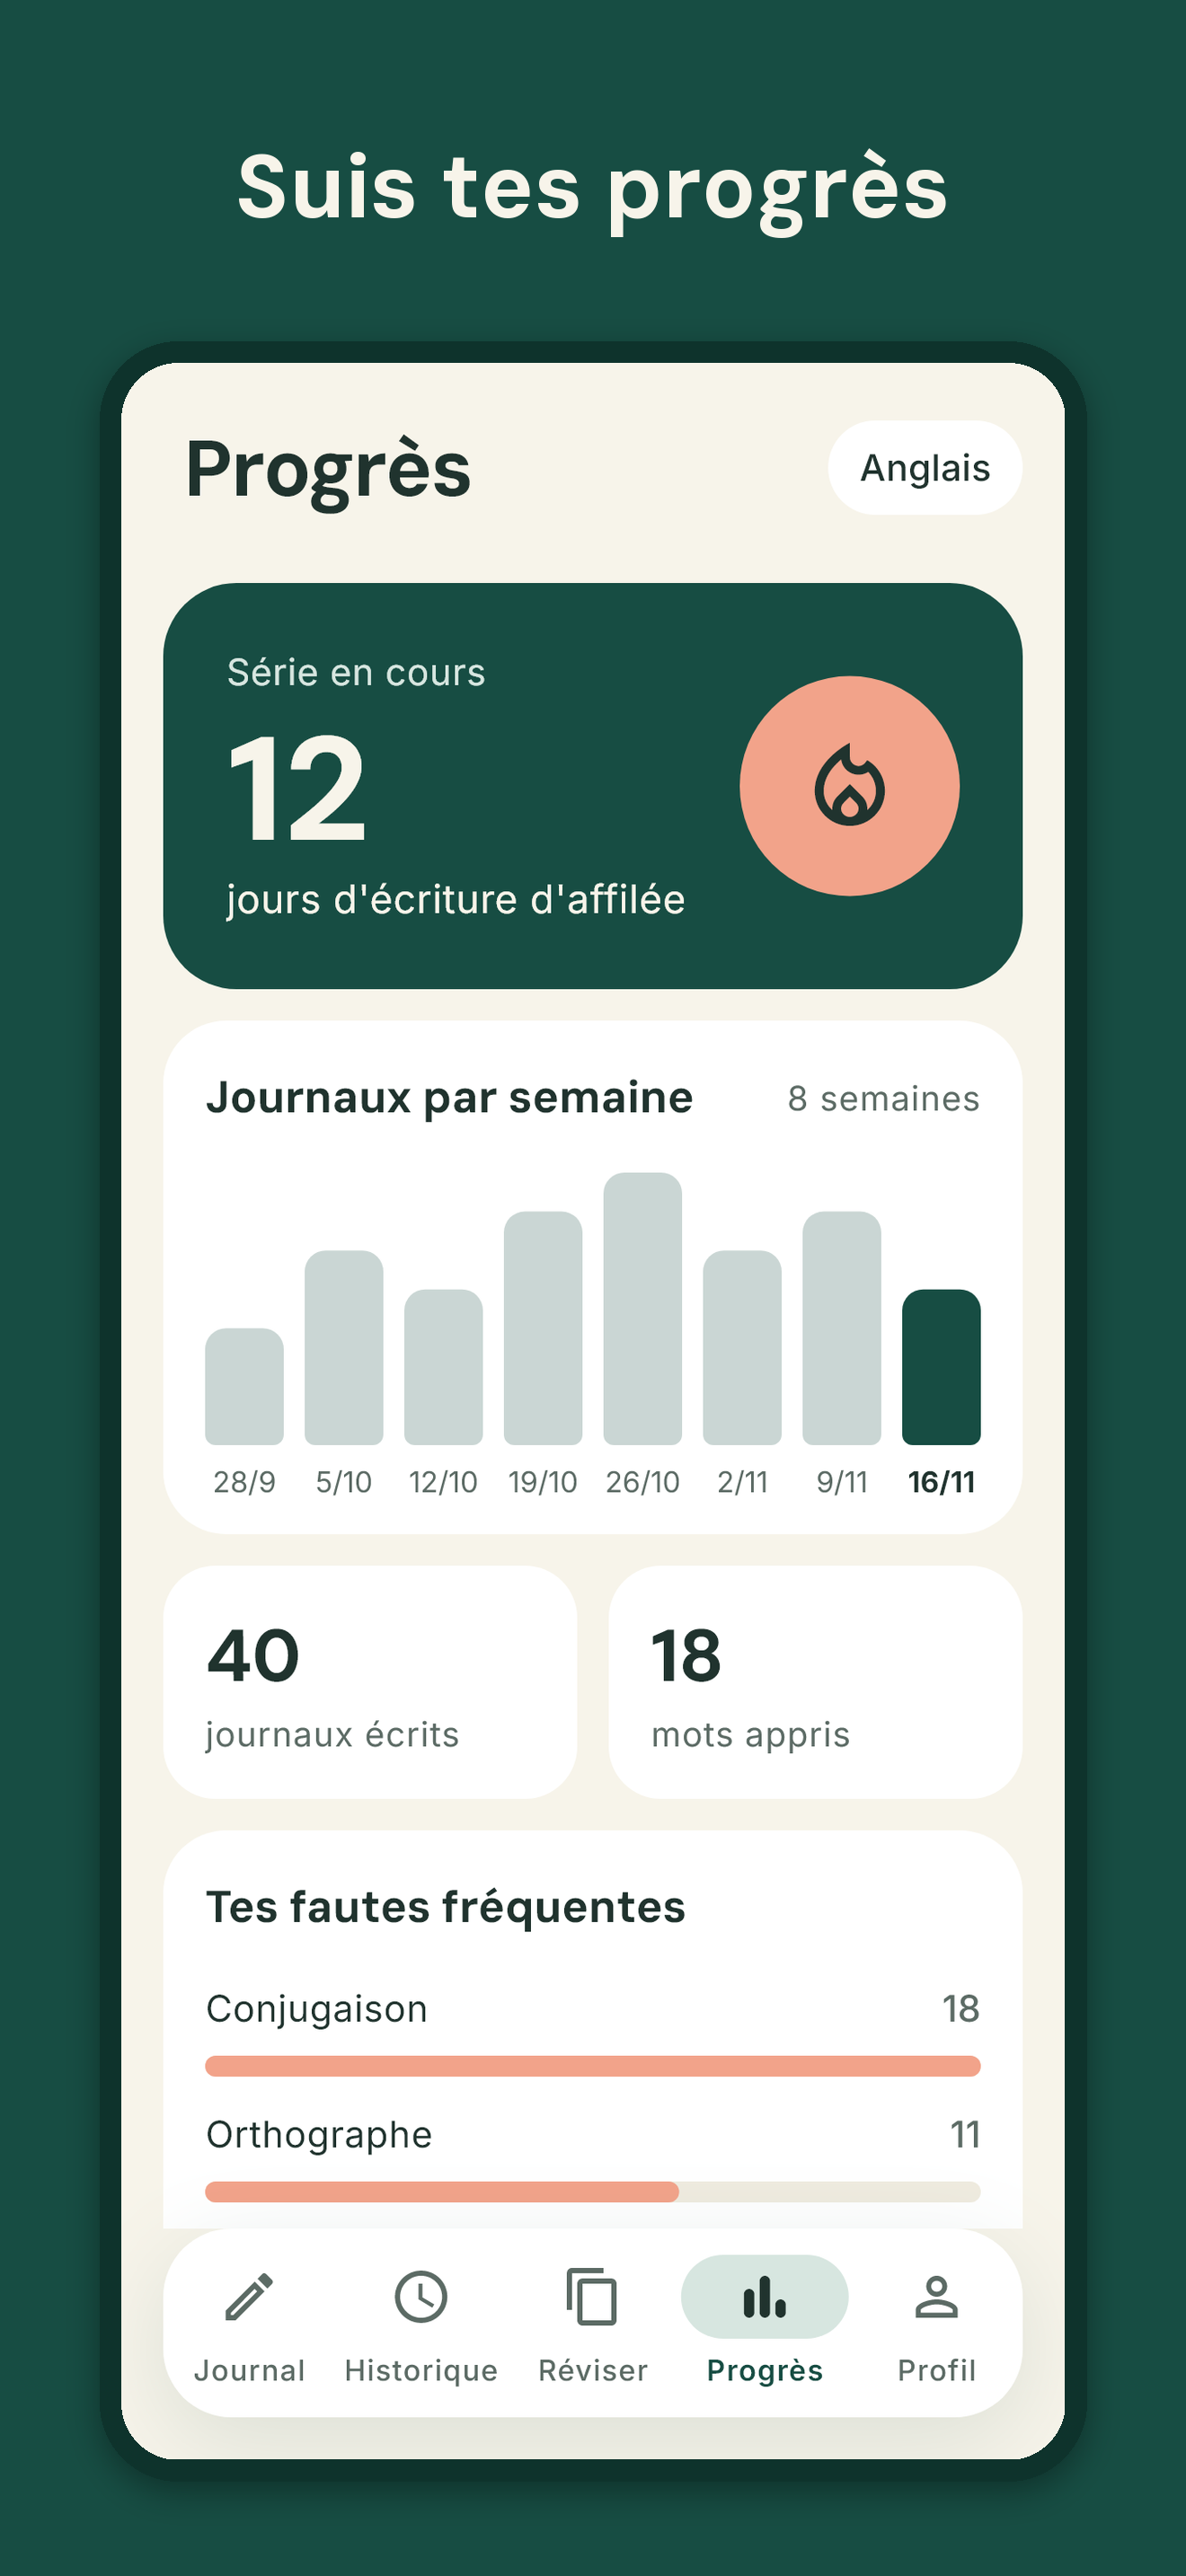 Suis tes progrès
Progrès
Anglais
Série en cours
12
jours d'écriture d'affilée
Journaux par semaine
8 semaines
28/9 5/10 12/10 19/10 26/10 2/11 9/11 16/11
40
journaux écrits
18
mots appris
Tes fautes fréquentes
Conjugaison 18
Orthographe 11
Journal Historique Réviser Progrès Profil